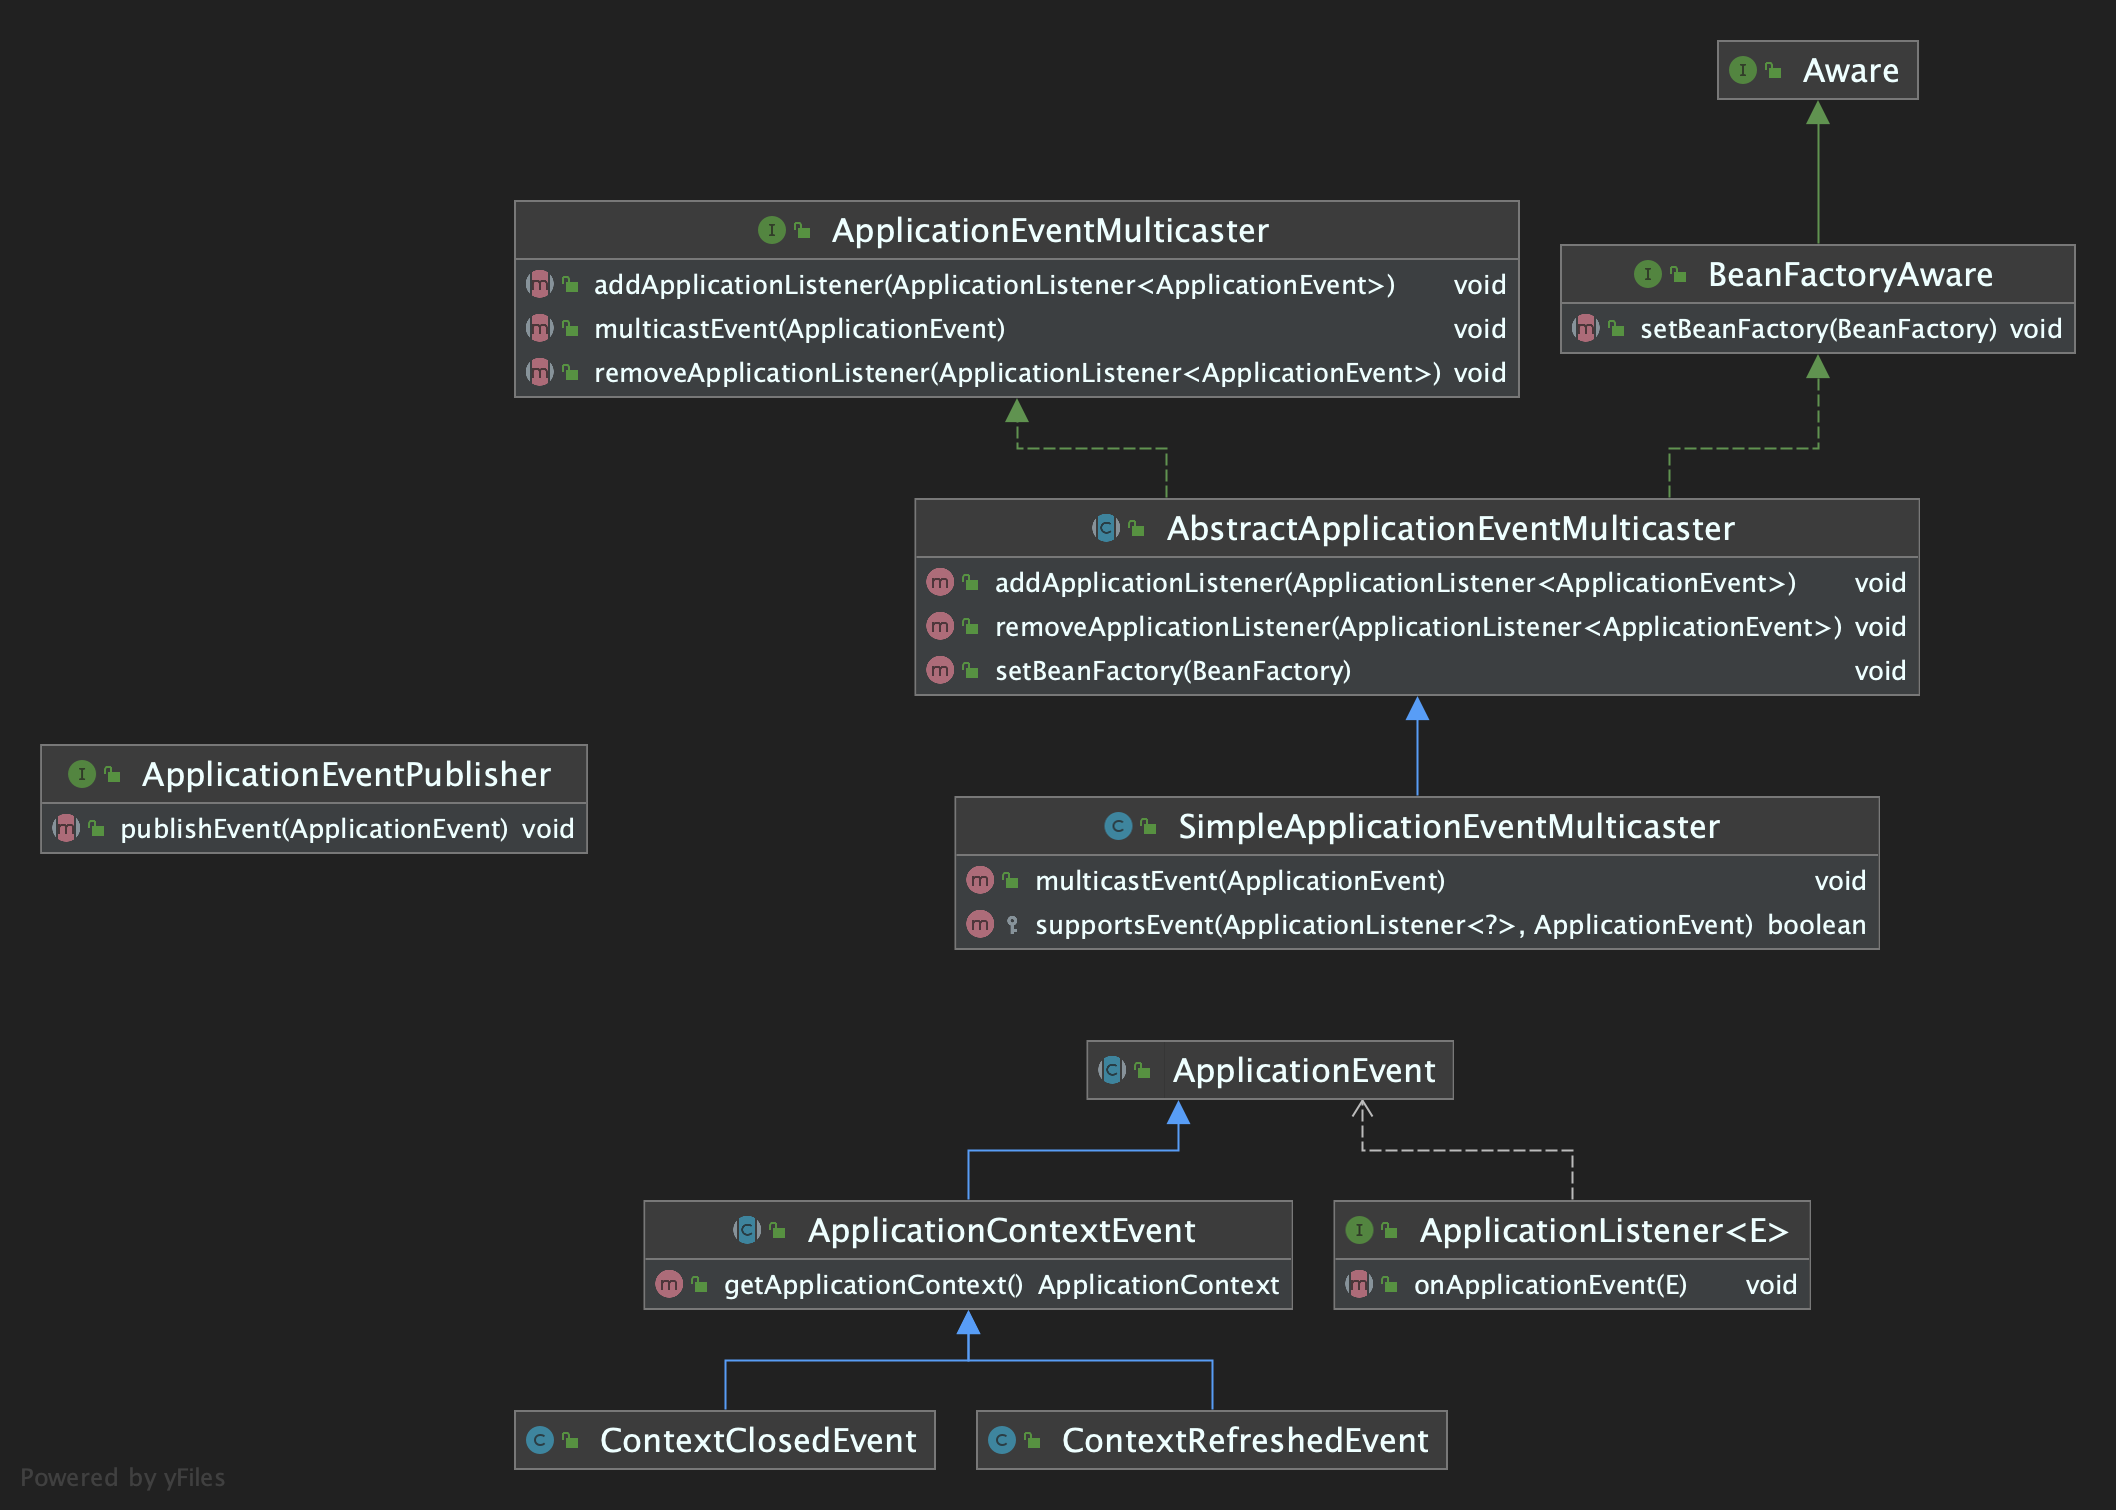 Aware
ApplicationEventMulticaster
addApplicationListener(ApplicationListener<ApplicationEvent>) void
multicastEvent(ApplicationEvent) void
removeApplicationListener(ApplicationListener<ApplicationEvent>) void
BeanFactoryAware
setBeanFactory(BeanFactory) void
AbstractApplicationEventMulticaster
addApplicationListener(ApplicationListener<ApplicationEvent>) void
removeApplicationListener(ApplicationListener<ApplicationEvent>) void
setBeanFactory(BeanFactory) void
ApplicationEventPublisher
publishEvent(ApplicationEvent) void
SimpleApplicationEventMulticaster
multicastEvent(ApplicationEvent) void
supportsEvent(ApplicationListener<?>, ApplicationEvent) boolean
ApplicationEvent
ApplicationContextEvent
getApplicationContext() ApplicationContext
ApplicationListener<E>
onApplicationEvent(E) void
ContextClosedEvent
ContextRefreshedEvent
Powered by yFiles